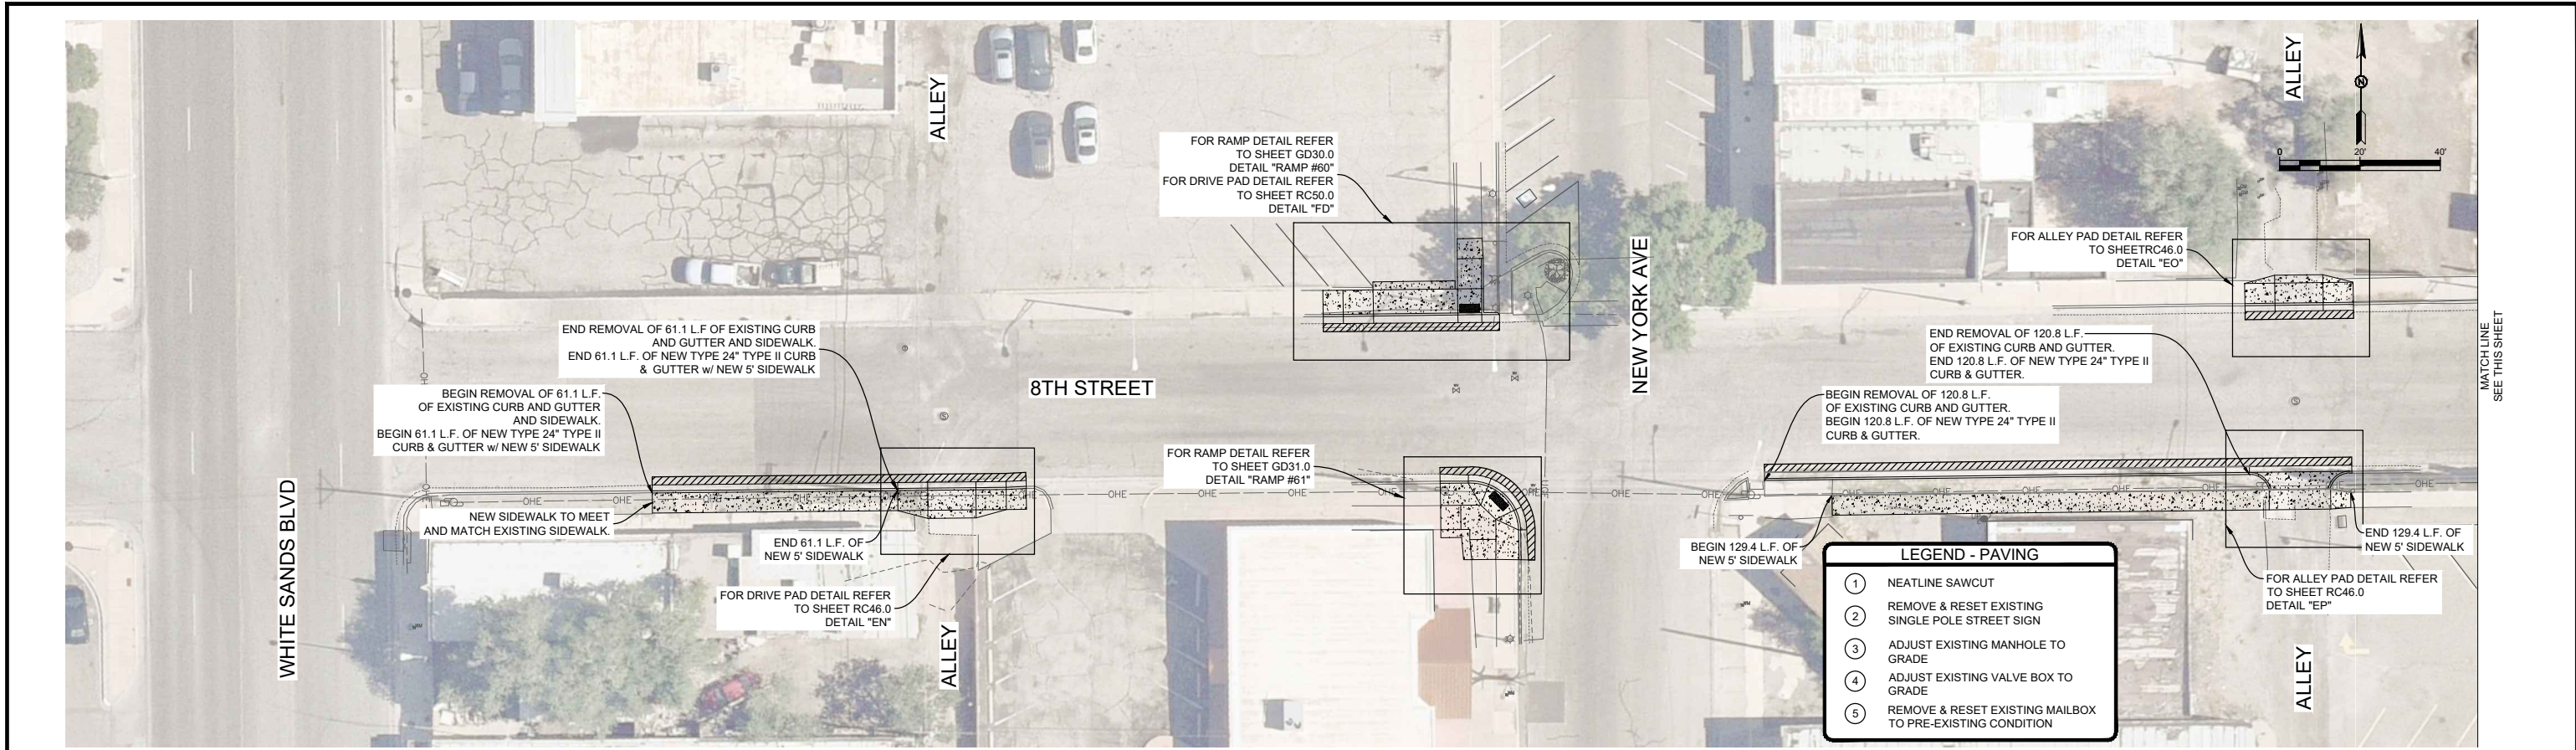 ALLEY
ALLEY
N
0 20' 40'
FOR RAMP DETAIL REFER
TO SHEET GD30.0
DETAIL "RAMP #60"
FOR DRIVE PAD DETAIL REFER
TO SHEET RC50.0
DETAIL "FD"
FOR ALLEY PAD DETAIL REFER
TO SHEETRC46.0
DETAIL "EO"
NEW YORK AVE
MATCH LINE
SEE THIS SHEET
END REMOVAL OF 61.1 L.F OF EXISTING CURB
AND GUTTER AND SIDEWALK.
END 61.1 L.F. OF NEW TYPE 24" TYPE II CURB
& GUTTER w/ NEW 5' SIDEWALK
END REMOVAL OF 120.8 L.F.
OF EXISTING CURB AND GUTTER.
END 120.8 L.F. OF NEW TYPE 24" TYPE II
CURB & GUTTER.
8TH STREET
BEGIN REMOVAL OF 61.1 L.F.
OF EXISTING CURB AND GUTTER
AND SIDEWALK.
BEGIN 61.1 L.F. OF NEW TYPE 24" TYPE II
CURB & GUTTER w/ NEW 5' SIDEWALK
BEGIN REMOVAL OF 120.8 L.F.
OF EXISTING CURB AND GUTTER.
BEGIN 120.8 L.F. OF NEW TYPE 24" TYPE II
CURB & GUTTER.
FOR RAMP DETAIL REFER
TO SHEET GD31.0
DETAIL "RAMP #61"
OHE OHE OHE OHE OHE OHE OHE OHE OHE OHE OHE OHE
WHITE SANDS BLVD
NEW SIDEWALK TO MEET
AND MATCH EXISTING SIDEWALK.
END 61.1 L.F. OF
NEW 5' SIDEWALK
BEGIN 129.4 L.F. OF
NEW 5' SIDEWALK
END 129.4 L.F. OF
NEW 5' SIDEWALK
FOR DRIVE PAD DETAIL REFER
TO SHEET RC46.0
DETAIL "EN"
FOR ALLEY PAD DETAIL REFER
TO SHEET RC46.0
DETAIL "EP"
ALLEY
ALLEY
LEGEND - PAVING
1 NEATLINE SAWCUT
2 REMOVE & RESET EXISTING
SINGLE POLE STREET SIGN
3 ADJUST EXISTING MANHOLE TO
GRADE
4 ADJUST EXISTING VALVE BOX TO
GRADE
5 REMOVE & RESET EXISTING MAILBOX
TO PRE-EXISTING CONDITION